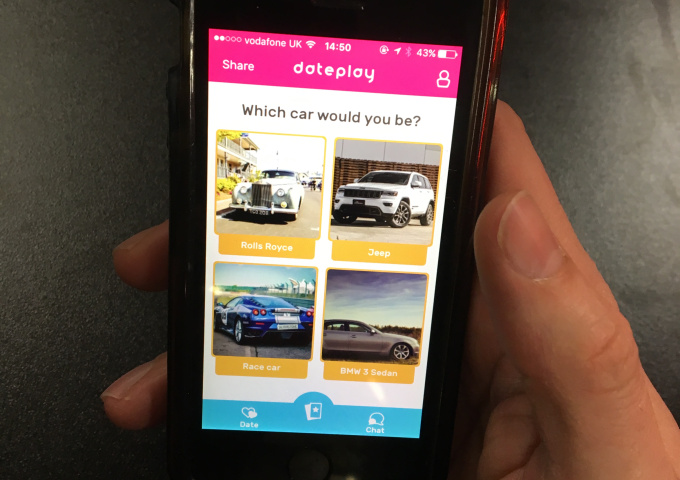 vodafone UK 14:50 43%
Share dateplay
Which car would you be?
Rolls Royce Jeep
Race car BMW 3 Sedan
Date Chat